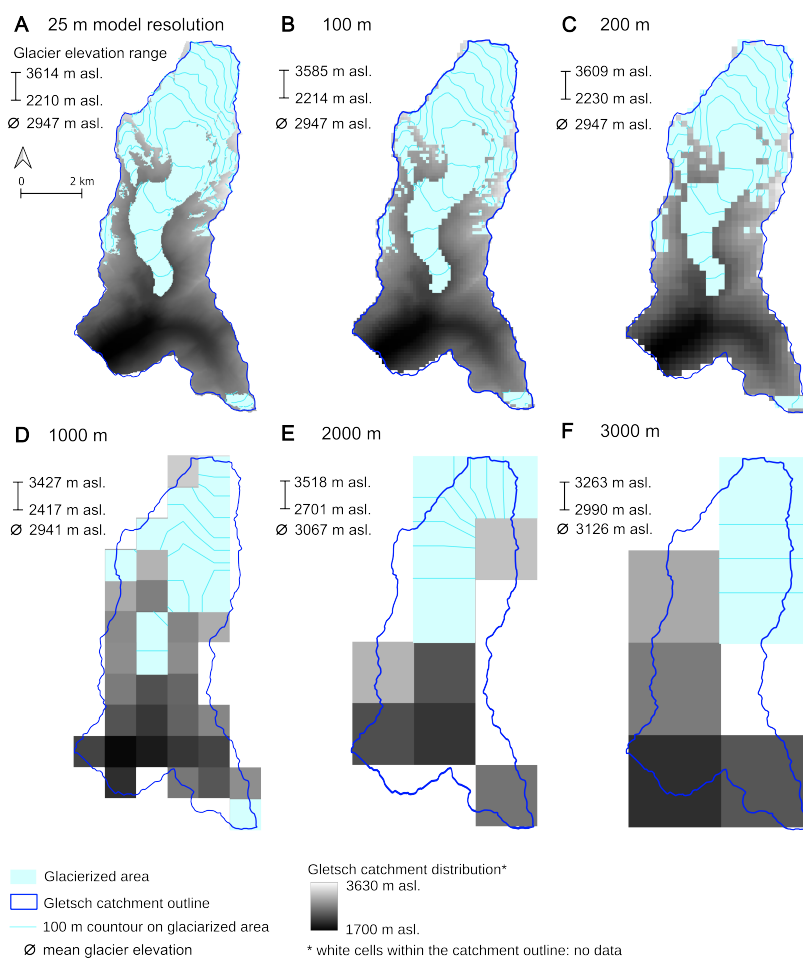 A 25 m model resolution
Glacier elevation range
3614 m asl.
2210 m asl.
Ø 2947 m asl.
0 2 km
B 100 m
3585 m asl.
2214 m asl.
Ø 2947 m asl.
C 200 m
3609 m asl.
2230 m asl.
Ø 2947 m asl.
D 1000 m
3427 m asl.
2417 m asl.
Ø 2941 m asl.
E 2000 m
3518 m asl.
2701 m asl.
Ø 3067 m asl.
F 3000 m
3263 m asl.
2990 m asl.
Ø 3126 m asl.
Glacierized area
Gletsch catchment outline
100 m countour on glaciarized area
Ø mean glacier elevation
Gletsch catchment distribution*
3630 m asl.
1700 m asl.
* white cells within the catchment outline: no data